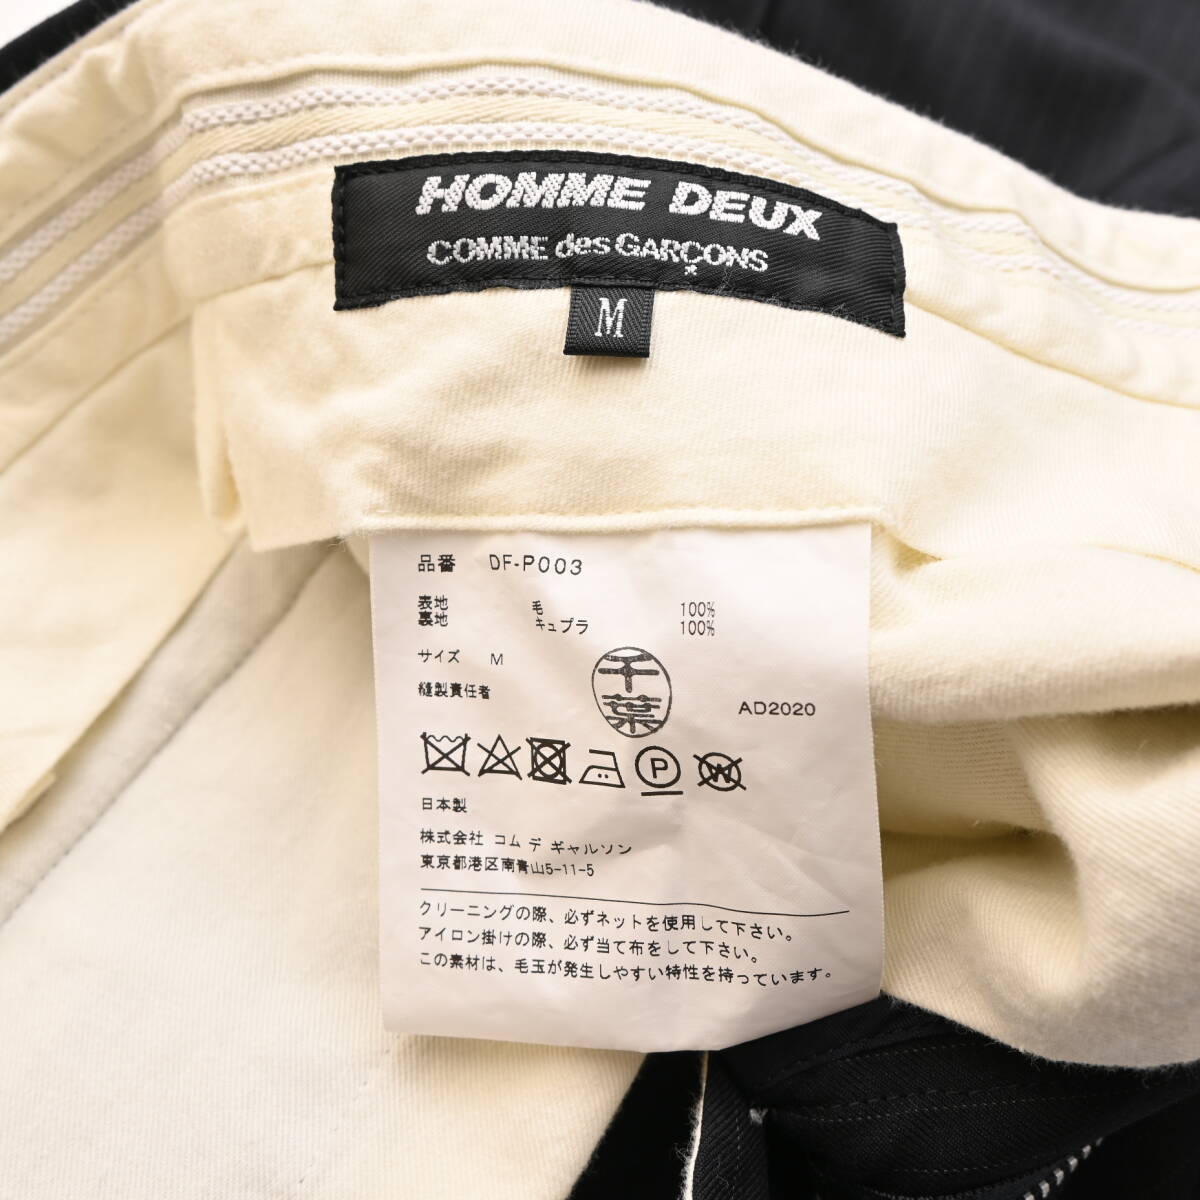 HOMME DEUX
COMME des GARÇONS
M
品番 DF-P003
表地 毛 100%
裏地 キュプラ 100%
サイズ M
縫製責任者 千葉
AD2020
P W
日本製
株式会社 コム デ ギャルソン
東京都港区南青山5-11-5
クリーニングの際、必ずネットを使用して下さい。
アイロン掛けの際、必ず当て布をして下さい。
この素材は、毛玉が発生しやすい特性を持っています。